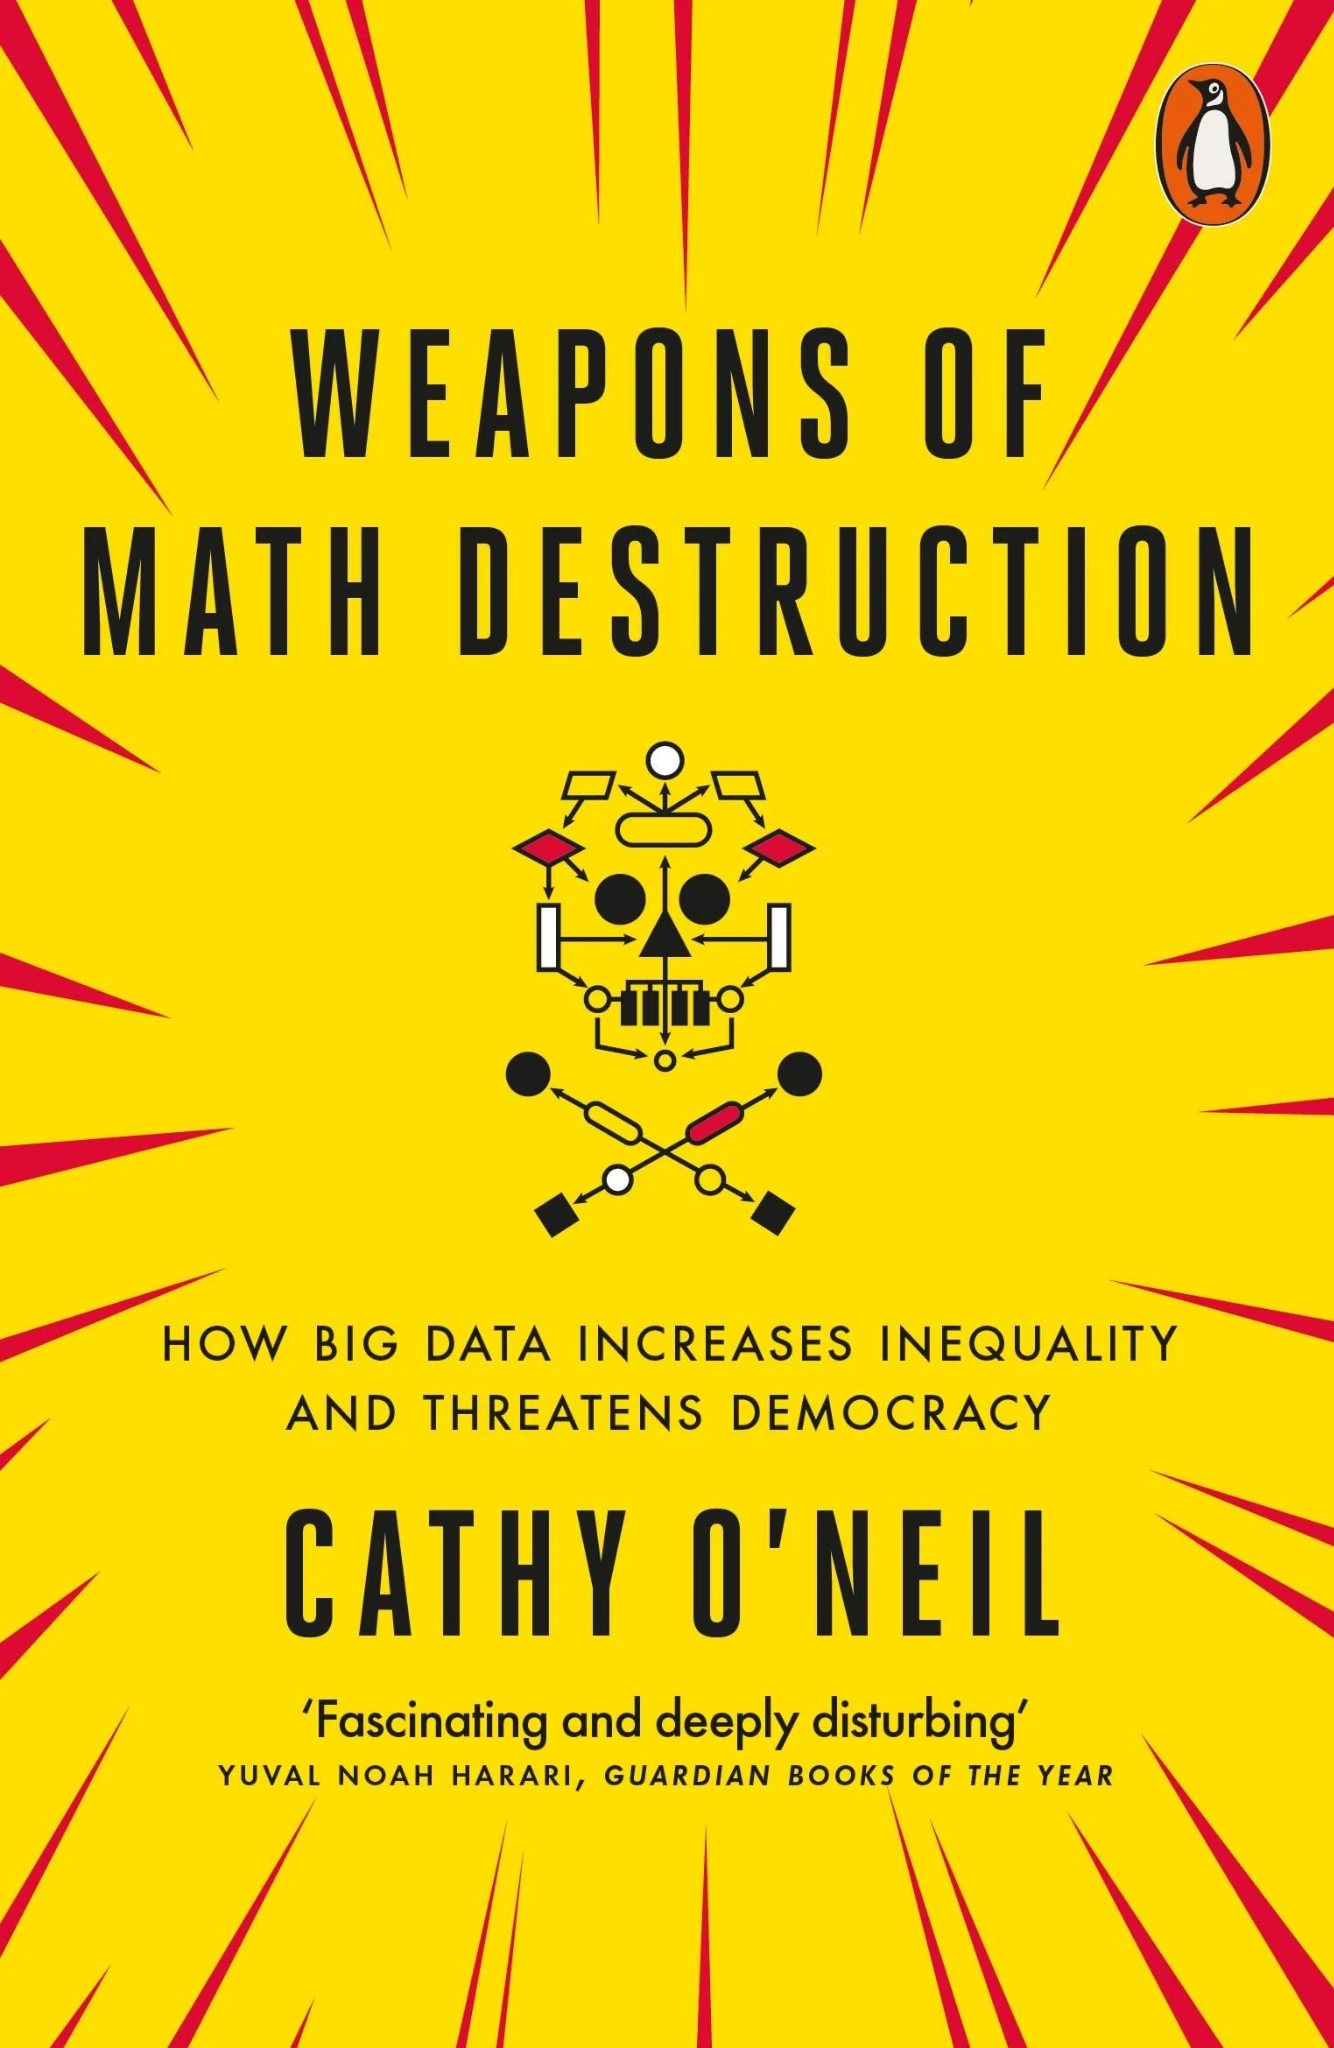 WEAPONS OF
MATH DESTRUCTION
HOW BIG DATA INCREASES INEQUALITY
AND THREATENS DEMOCRACY
CATHY O'NEIL
‘Fascinating and deeply disturbing’
YUVAL NOAH HARARI, GUARDIAN BOOKS OF THE YEAR